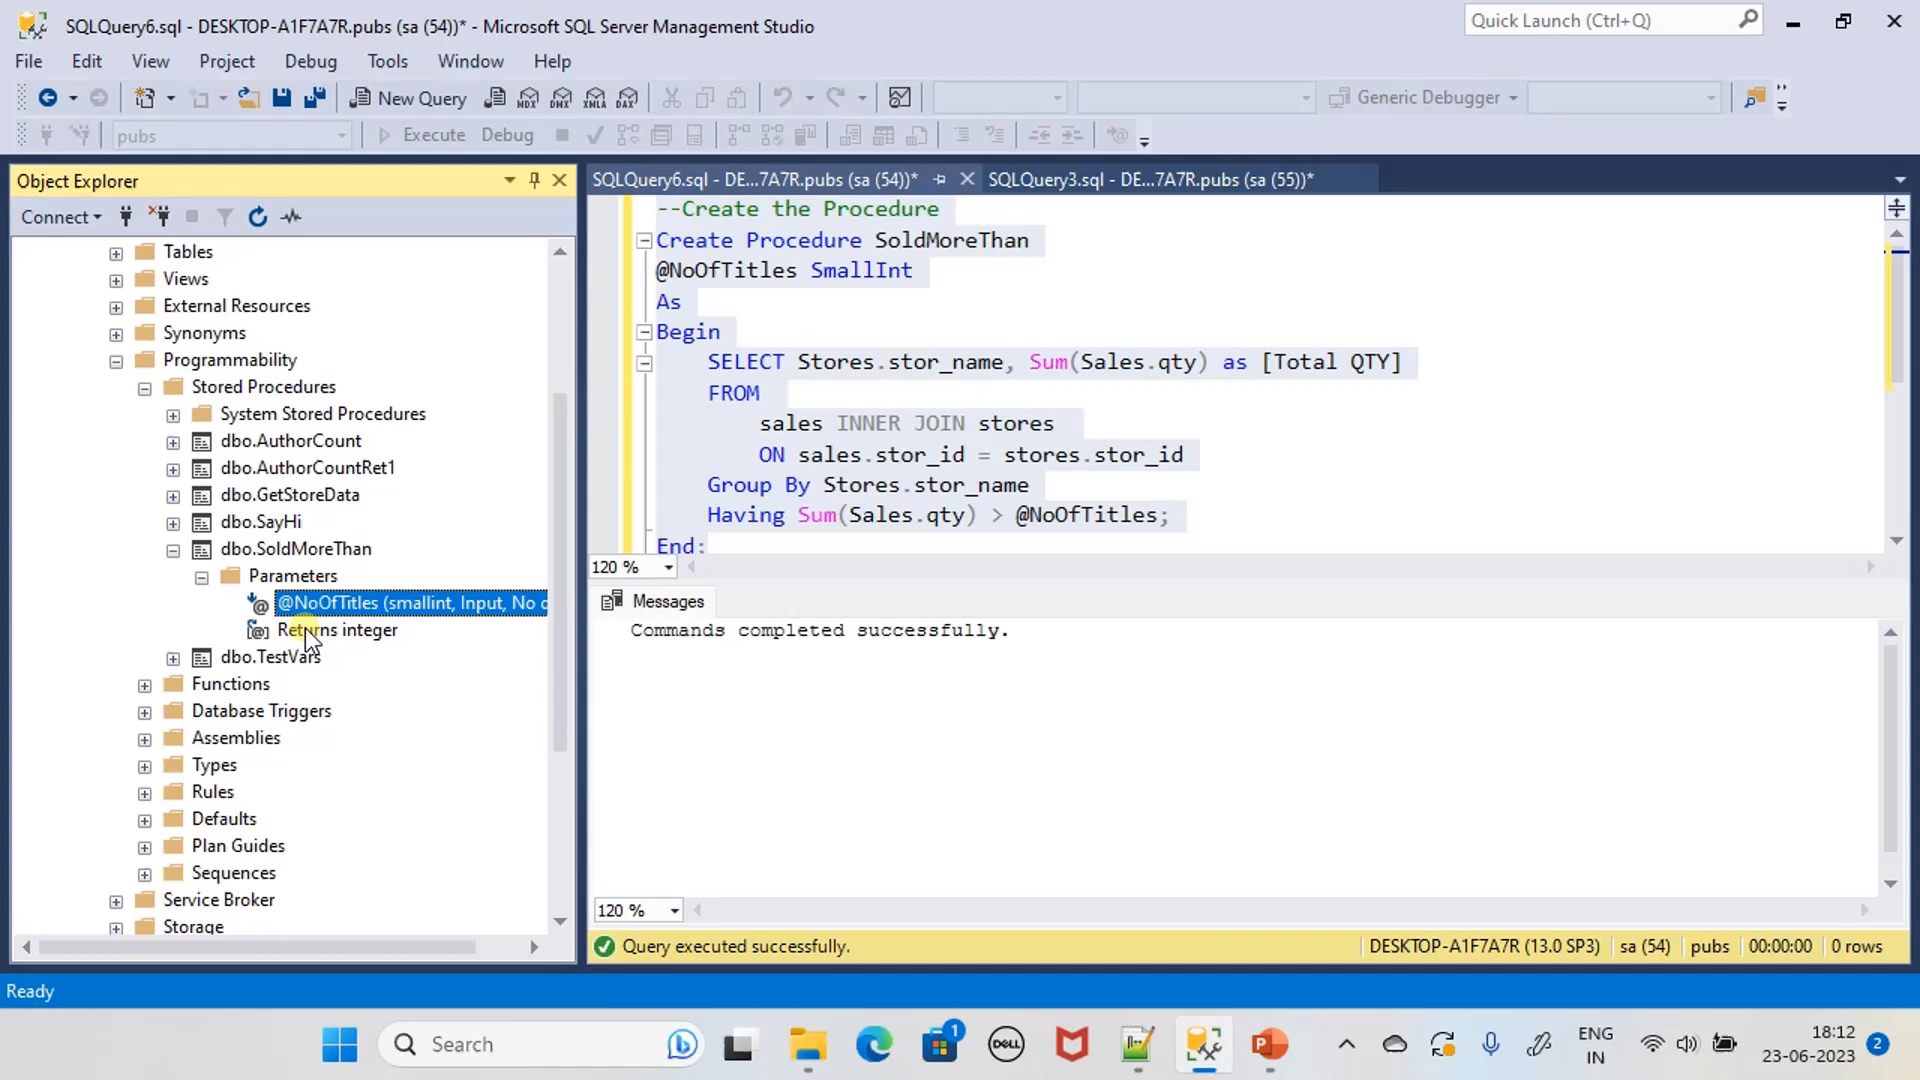 SQLQuery6.sql - DESKTOP-A1F7A7R.pubs (sa (54))* - Microsoft SQL Server Management Studio
Quick Launch (Ctrl+Q)
File Edit View Project Debug Tools Window Help
New Query
MDX DMX XMLA DAX
Generic Debugger
pubs
Execute Debug
Object Explorer
SQLQuery6.sql - DE...7A7R.pubs (sa (54))*
SQLQuery3.sql - DE...7A7R.pubs (sa (55))*
Connect
Tables
Views
External Resources
Synonyms
Programmability
Stored Procedures
System Stored Procedures
dbo.AuthorCount
dbo.AuthorCountRet1
dbo.GetStoreData
dbo.SayHi
dbo.SoldMoreThan
Parameters
@NoOfTitles (smallint, Input, No d
Returns integer
dbo.TestVars
Functions
Database Triggers
Assemblies
Types
Rules
Defaults
Plan Guides
Sequences
Service Broker
Storage
--Create the Procedure
Create Procedure SoldMoreThan
@NoOfTitles SmallInt
As
Begin
SELECT Stores.stor_name, Sum(Sales.qty) as [Total QTY]
FROM
sales INNER JOIN stores
ON sales.stor_id = stores.stor_id
Group By Stores.stor_name
Having Sum(Sales.qty) > @NoOfTitles;
End;
120 %
Messages
Commands completed successfully.
120 %
Query executed successfully.
DESKTOP-A1F7A7R (13.0 SP3) sa (54) pubs 00:00:00 0 rows
Ready
Search
1
DELL
P
ENG
IN
18:12
23-06-2023
2